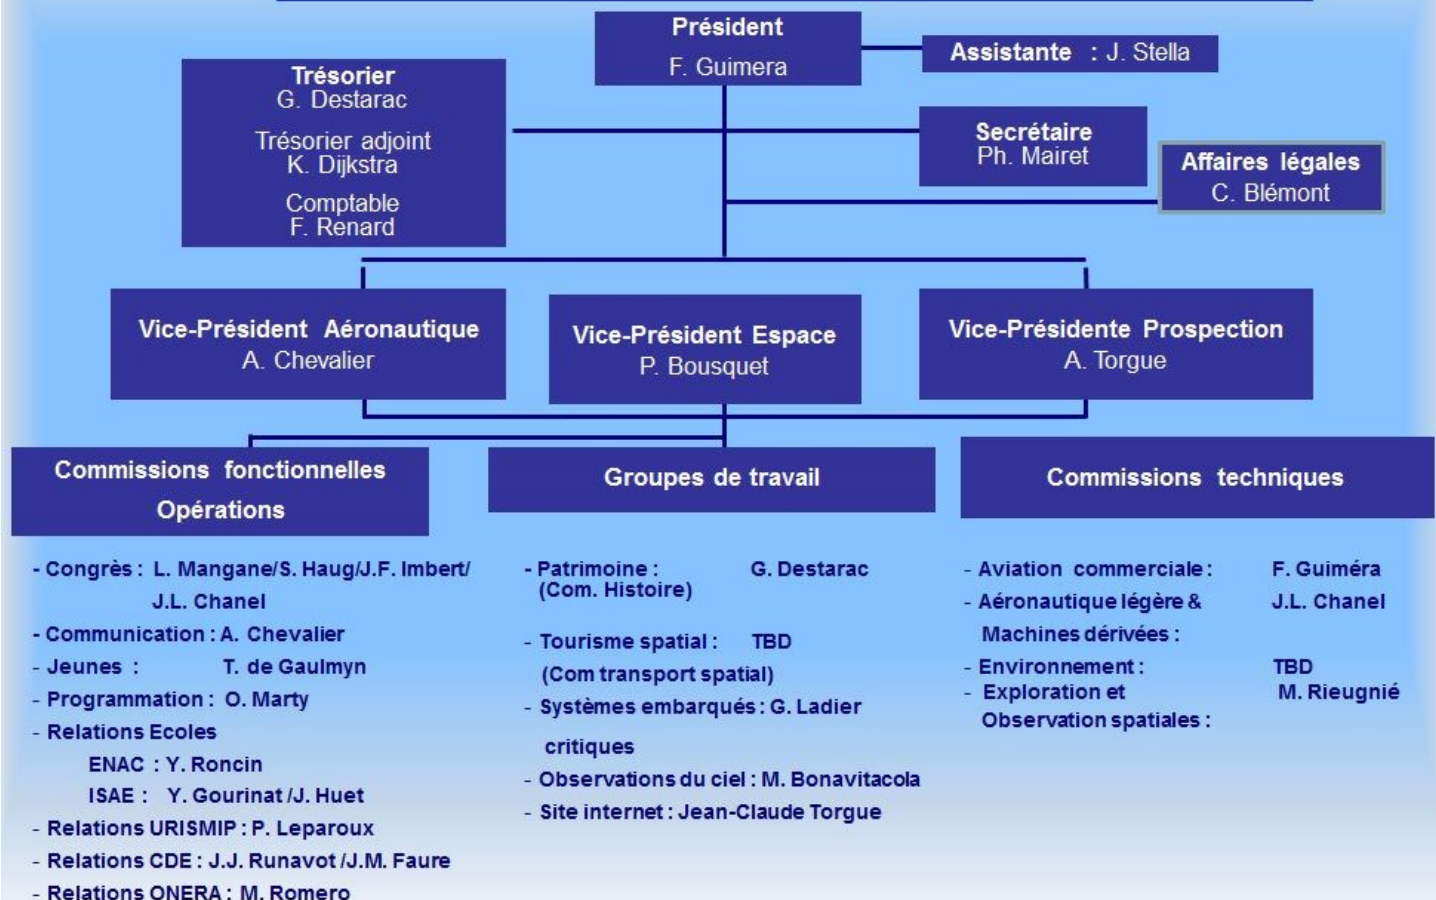 Président
F. Guimera
Assistante : J. Stella
Trésorier
G. Destarac
Trésorier adjoint
K. Dijkstra
Comptable
F. Renard
Secrétaire
Ph. Mairet
Affaires légales
C. Blémont
Vice-Président Aéronautique
A. Chevalier
Vice-Président Espace
P. Bousquet
Vice-Présidente Prospection
A. Torgue
Commissions fonctionnelles
Opérations
- Congrès : L. Mangane/S. Haug/J.F. Imbert/
J.L. Chanel
- Communication : A. Chevalier
- Jeunes : T. de Gaulmyn
- Programmation : O. Marty
- Relations Ecoles
ENAC : Y. Roncin
ISAE : Y. Gourinat /J. Huet
- Relations URISMIP : P. Leparoux
- Relations CDE : J.J. Runavot /J.M. Faure
- Relations ONERA : M. Romero
Groupes de travail
- Patrimoine : G. Destarac
(Com. Histoire)
- Tourisme spatial : TBD
(Com transport spatial)
- Systèmes embarqués : G. Ladier
critiques
- Observations du ciel : M. Bonavitacola
- Site internet : Jean-Claude Torgue
Commissions techniques
- Aviation commerciale : F. Guiméra
- Aéronautique légère & J.L. Chanel
Machines dérivées :
- Environnement : TBD
- Exploration et M. Rieugnié
Observation spatiales :